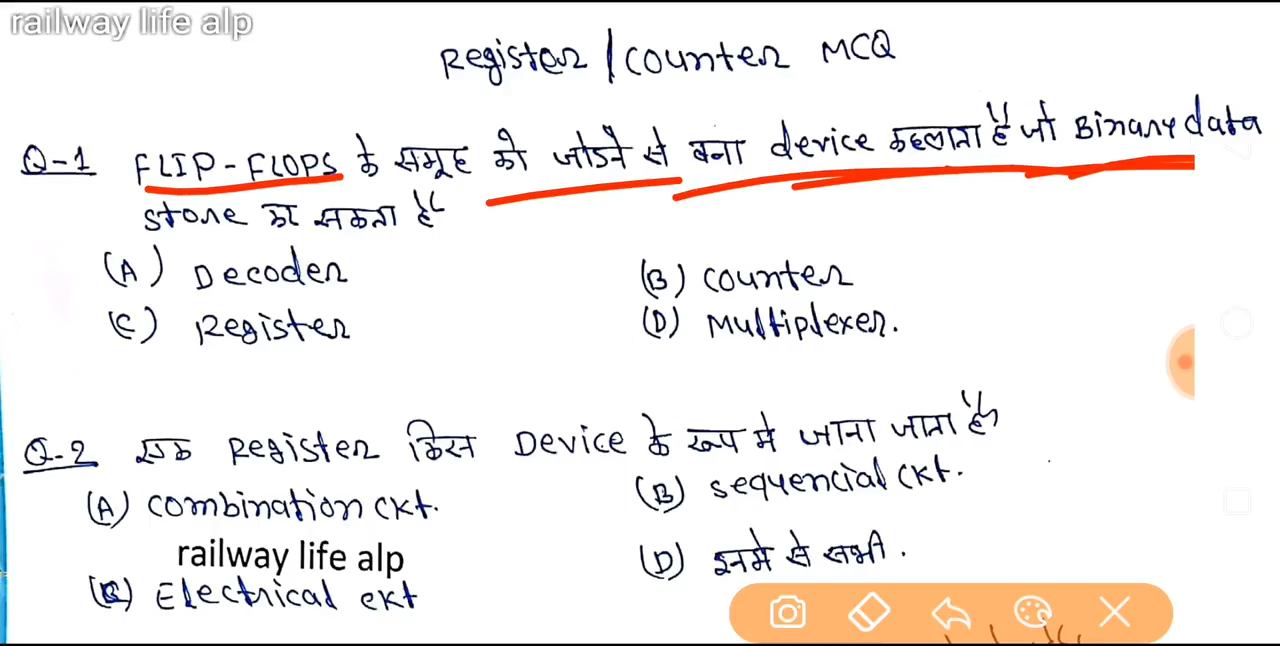 railway life alp
Register / Counter MCQ
Q-1 FLIP-FLOPS के समूह को जोडने से बना device कहलाता है जो Binary data
store कर सकता है
(A) Decoder
(B) Counter
(C) Register
(D) Multiplexer.
Q-2 एक Register किस Device के रूप मे जाना जाता है
(A) Combination ckt.
(B) sequencial ckt.
railway life alp
(C) Electrical ckt
(D) इनमे से सभी .